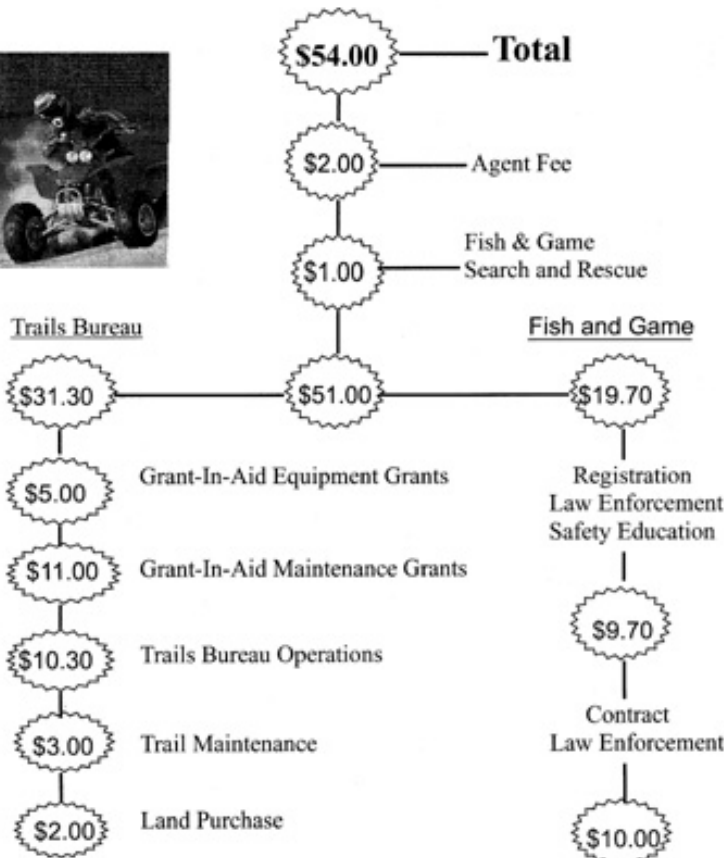 $54.00 Total
$2.00 Agent Fee
$1.00 Fish & Game
Search and Rescue
Trails Bureau
Fish and Game
$31.30
$51.00
$19.70
$5.00 Grant-In-Aid Equipment Grants
$11.00 Grant-In-Aid Maintenance Grants
$10.30 Trails Bureau Operations
$3.00 Trail Maintenance
$2.00 Land Purchase
Registration
Law Enforcement
Safety Education
$9.70
Contract
Law Enforcement
$10.00